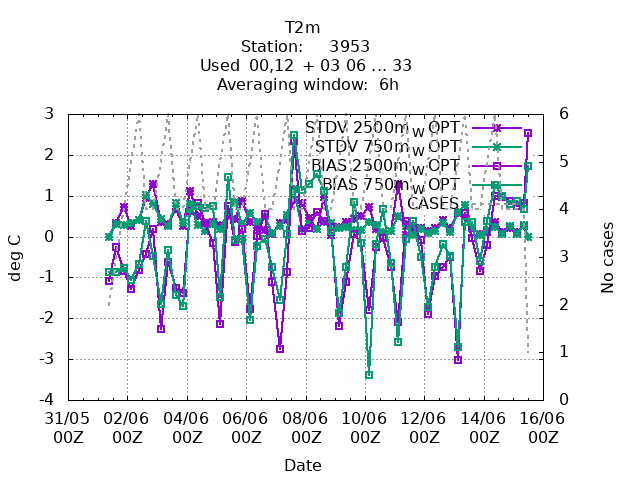 T2m
Station: 3953
Used 00,12 + 03 06 ... 33
Averaging window: 6h
STDV 2500m W OPT
STDV 750m W OPT
BIAS 2500m W OPT
BIAS 750m W OPT
CASES
3
2
1
0
-1
-2
-3
-4
deg C
6
5
4
3
2
1
0
No cases
31/05 02/06 04/06 06/06 08/06 10/06 12/06 14/06 16/06
00Z 00Z 00Z 00Z 00Z 00Z 00Z 00Z 00Z
Date